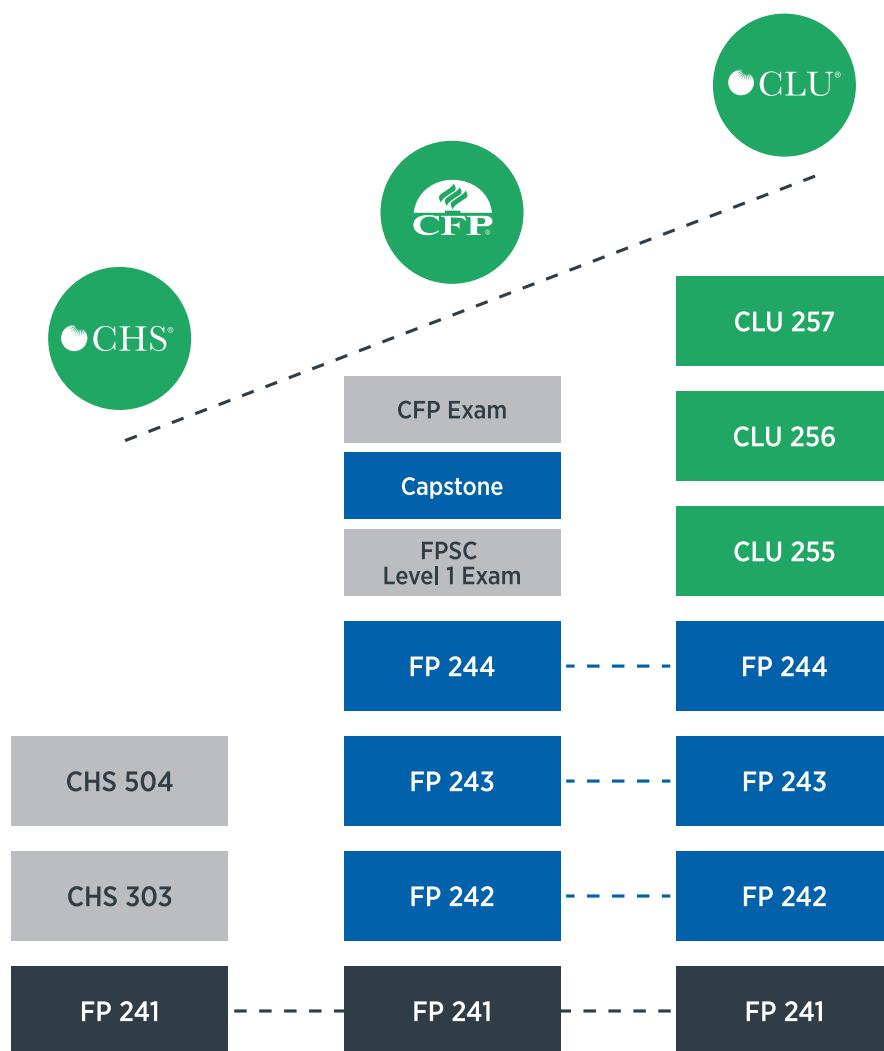 CLU®
CFP®
CHS®
CLU 257
CFP Exam
CLU 256
Capstone
FPSC
Level 1 Exam
CLU 255
FP 244
FP 244
CHS 504
FP 243
FP 243
CHS 303
FP 242
FP 242
FP 241
FP 241
FP 241